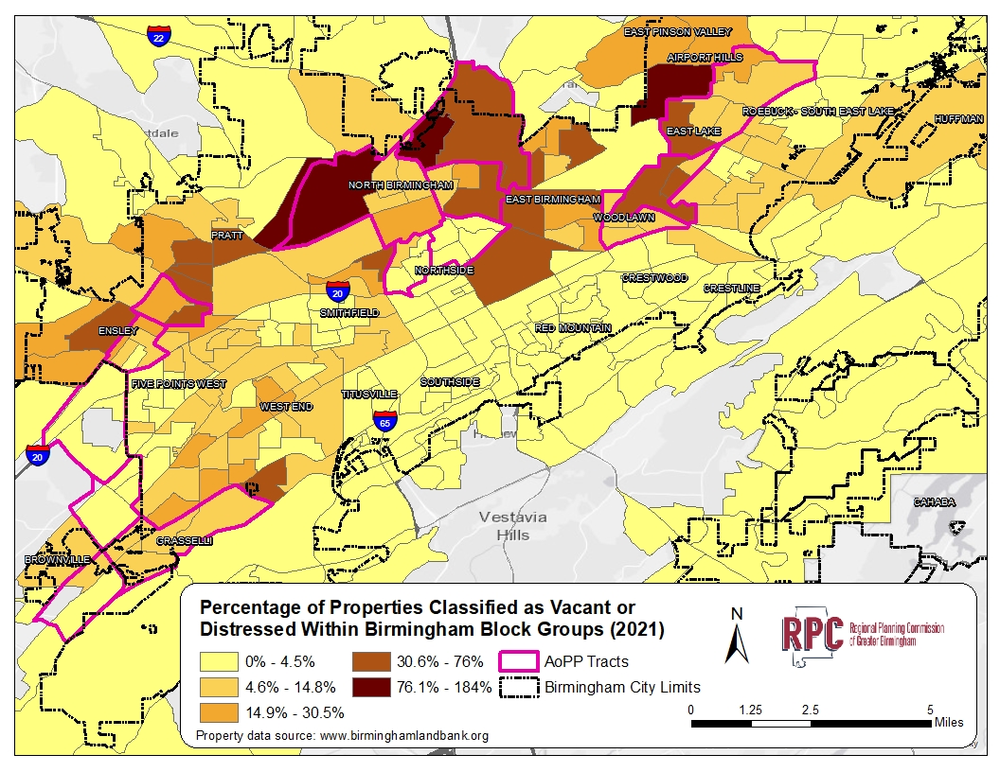 22
EAST PINSON VALLEY
AIRPORT HILLS
ROEBUCK - SOUTH EAST LAKE
HUFFMAN
EAST LAKE
stdale
NORTH BIRMINGHAM
EAST BIRMINGHAM
WOODLAWN
PRATT
NORTHSIDE
CRESTWOOD
CRESTLINE
20
SMITHFIELD
RED MOUNTAIN
ENSLEY
FIVE POINTS WEST
SOUTHSIDE
TITUSVILLE
WEST END
65
20
CAHABA
Vestavia
Hills
GRASSELLI
BROWNVILLE
Percentage of Properties Classified as Vacant or
Distressed Within Birmingham Block Groups (2021)
0% - 4.5%
4.6% - 14.8%
14.9% - 30.5%
30.6% - 76%
76.1% - 184%
AoPP Tracts
Birmingham City Limits
Property data source: www.birminghamlandbank.org
N
RPC
Regional Planning Commission
of Greater Birmingham
0 1.25 2.5 5
Miles